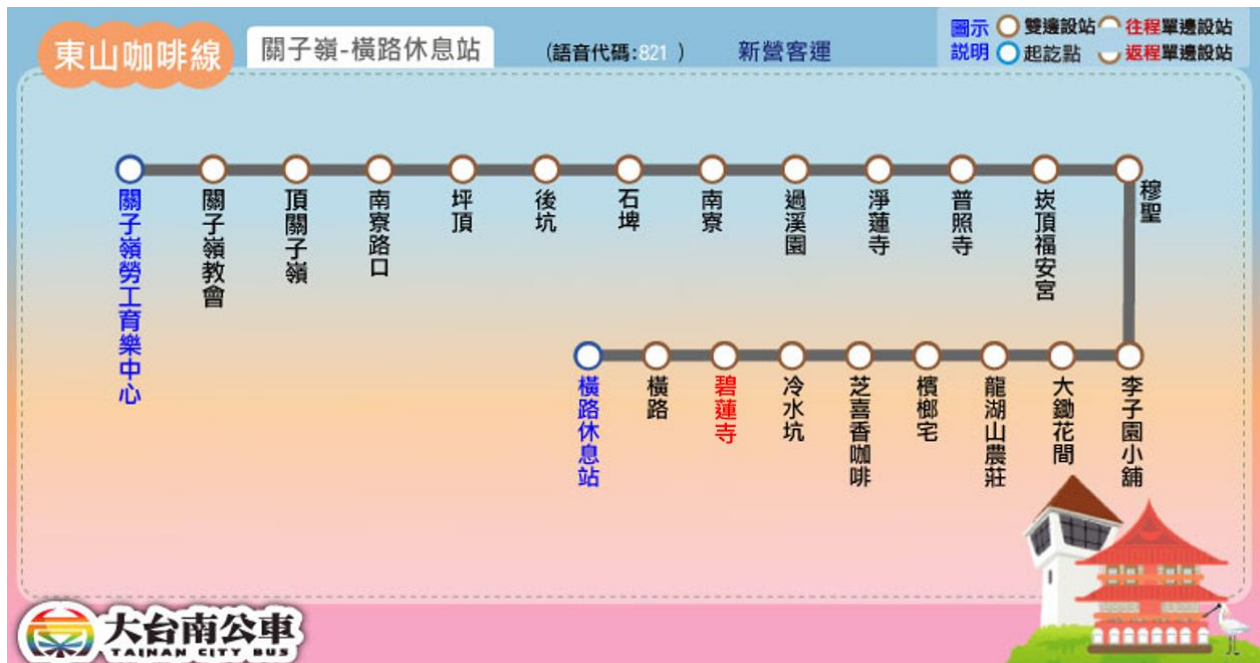 東山咖啡線
關子嶺-橫路休息站
(語音代碼:821 )
新營客運
圖示 雙邊設站 往程單邊設站
說明 起訖點 返程單邊設站
關子嶺勞工育樂中心
關子嶺教會
頂關子嶺
南寮路口
坪頂
後坑
石埤
南寮
過溪園
淨蓮寺
普照寺
崁頂福安宮
穆聖
橫路休息站
橫路
碧蓮寺
冷水坑
芝喜香咖啡
檳榔宅
龍湖山農莊
大鋤花間
李子園小舖
大台南公車
TAINAN CITY BUS